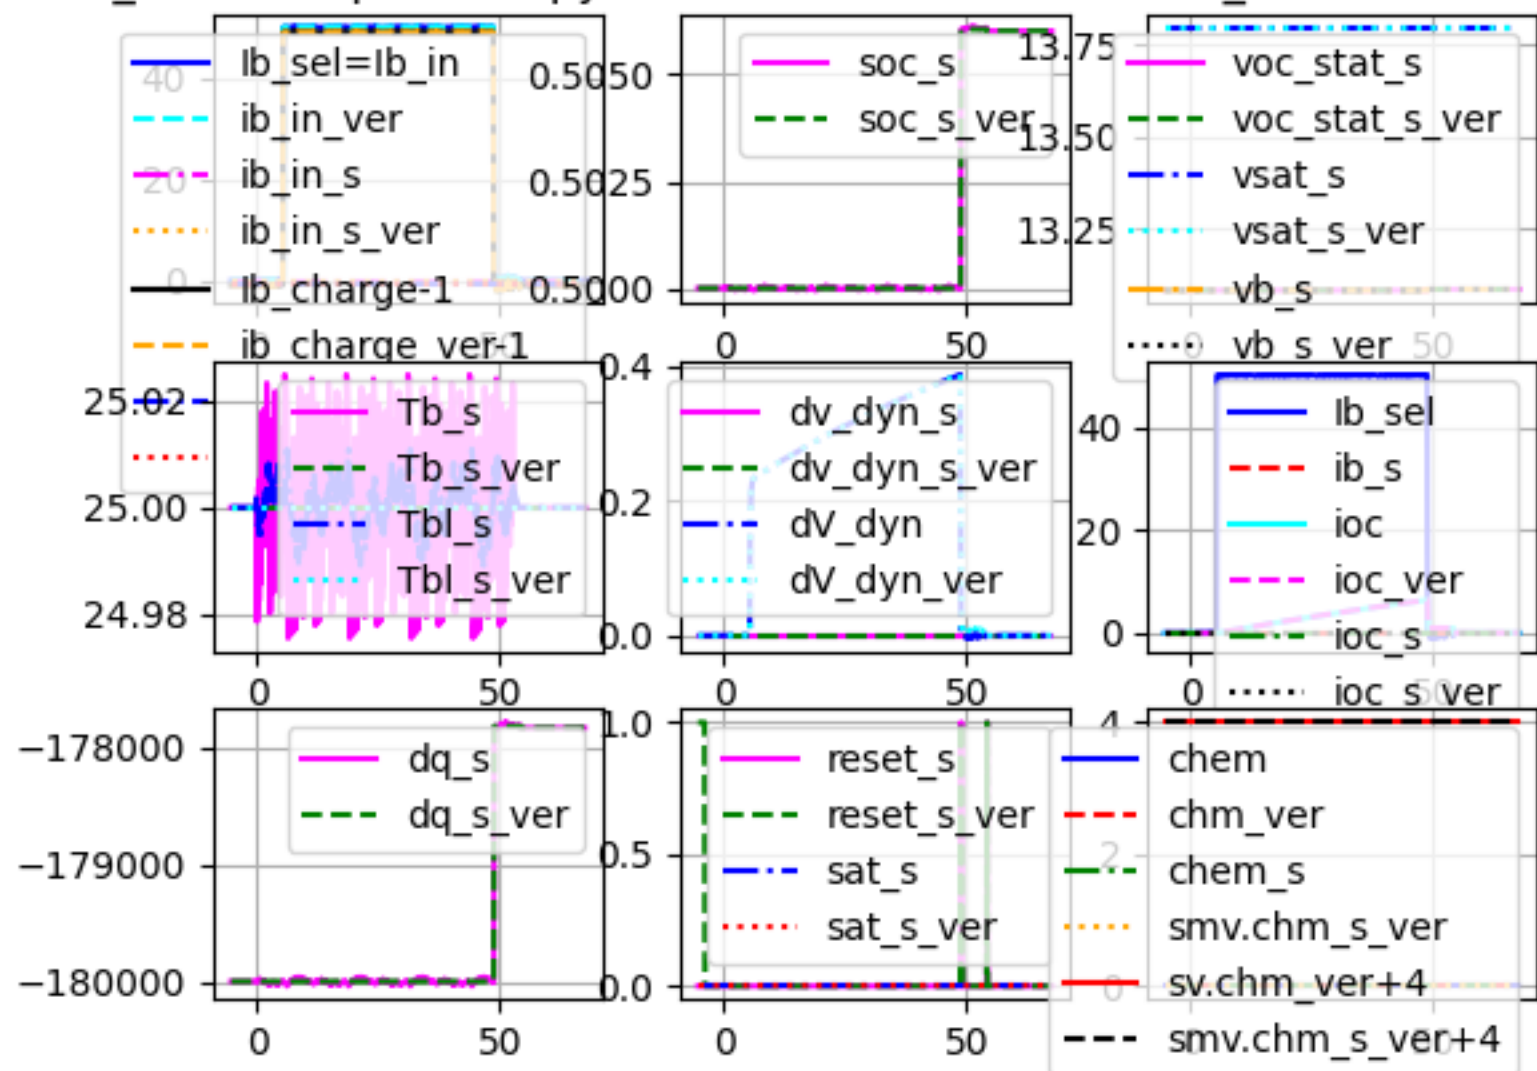 40
20
0
Ib_sel=Ib_in
ib_in_ver
ib_in_s
ib_in_s_ver
Ib_charge-1
ib_charge_ver-1
0.5050
0.5025
0.5000
soc_s
soc_s_ver
0
50
13.75
13.50
13.25
voc_stat_s
voc_stat_s_ver
vsat_s
vsat_s_ver
vb_s
vb_s_ver
0
50
25.02
25.00
24.98
Tb_s
Tb_s_ver
Tbl_s
Tbl_s_ver
0
50
0.4
0.2
0.0
dv_dyn_s
dv_dyn_s_ver
dV_dyn
dV_dyn_ver
0
50
40
20
0
Ib_sel
ib_s
ioc
ioc_ver
ioc_s
ioc_s_ver
0
50
−178000
−179000
−180000
dq_s
dq_s_ver
0
50
1.0
0.5
0.0
reset_s
reset_s_ver
sat_s
sat_s_ver
0
50
4
2
0
chem
chm_ver
chem_s
smv.chm_s_ver
sv.chm_ver+4
smv.chm_s_ver+4